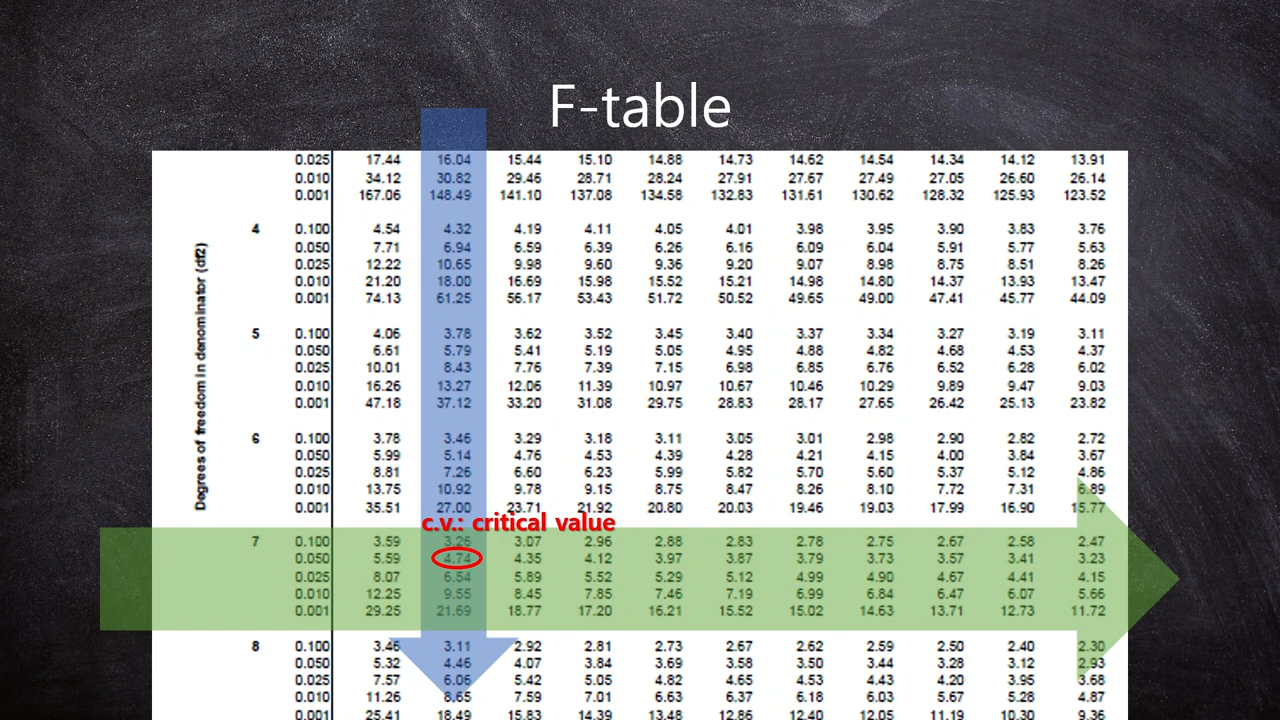 F-table
0.025 17.44 16.04 15.44 15.10 14.88 14.73 14.62 14.54 14.34 14.12 13.91
0.010 34.12 30.82 29.46 28.71 28.24 27.91 27.67 27.49 27.05 26.60 26.14
0.001 167.06 148.49 141.10 137.08 134.58 132.83 131.61 130.62 128.32 125.93 123.52
4 0.100 4.54 4.32 4.19 4.11 4.05 4.01 3.98 3.95 3.90 3.83 3.76
0.050 7.71 6.94 6.59 6.39 6.26 6.16 6.09 6.04 5.91 5.77 5.63
0.025 12.22 10.65 9.98 9.60 9.36 9.20 9.07 8.98 8.75 8.51 8.26
0.010 21.20 18.00 16.69 15.98 15.52 15.21 14.98 14.80 14.37 13.93 13.47
0.001 74.13 61.25 56.17 53.43 51.72 50.52 49.65 49.00 47.41 45.77 44.09
Degrees of freedom in denominator (df2)
5 0.100 4.06 3.78 3.62 3.52 3.45 3.40 3.37 3.34 3.27 3.19 3.11
0.050 6.61 5.79 5.41 5.19 5.05 4.95 4.88 4.82 4.68 4.53 4.37
0.025 10.01 8.43 7.76 7.39 7.15 6.98 6.85 6.76 6.52 6.28 6.02
0.010 16.26 13.27 12.06 11.39 10.97 10.67 10.46 10.29 9.89 9.47 9.03
0.001 47.18 37.12 33.20 31.08 29.75 28.83 28.17 27.65 26.42 25.13 23.82
6 0.100 3.78 3.46 3.29 3.18 3.11 3.05 3.01 2.98 2.90 2.82 2.72
0.050 5.99 5.14 4.76 4.53 4.39 4.28 4.21 4.15 4.00 3.84 3.67
0.025 8.81 7.26 6.60 6.23 5.99 5.82 5.70 5.60 5.37 5.12 4.86
0.010 13.75 10.92 9.78 9.15 8.75 8.47 8.26 8.10 7.72 7.31 6.89
0.001 35.51 27.00 23.71 21.92 20.80 20.03 19.46 19.03 17.99 16.90 15.77
c.v.: critical value
7 0.100 3.59 3.26 3.07 2.96 2.88 2.83 2.78 2.75 2.67 2.58 2.47
0.050 5.59 4.74 4.35 4.12 3.97 3.87 3.79 3.73 3.57 3.41 3.23
0.025 8.07 6.54 5.89 5.52 5.29 5.12 4.99 4.90 4.67 4.41 4.15
0.010 12.25 9.55 8.45 7.85 7.46 7.19 6.99 6.84 6.47 6.07 5.66
0.001 29.25 21.69 18.77 17.20 16.21 15.52 15.02 14.63 13.71 12.73 11.72
8 0.100 3.46 3.11 2.92 2.81 2.73 2.67 2.62 2.59 2.50 2.40 2.30
0.050 5.32 4.46 4.07 3.84 3.69 3.58 3.50 3.44 3.28 3.12 2.93
0.025 7.57 6.06 5.42 5.05 4.82 4.65 4.53 4.43 4.20 3.95 3.68
0.010 11.26 8.65 7.59 7.01 6.63 6.37 6.18 6.03 5.67 5.28 4.87
0.001 25.41 18.49 15.83 14.39 13.48 12.86 12.40 12.05 11.19 10.30 9.36